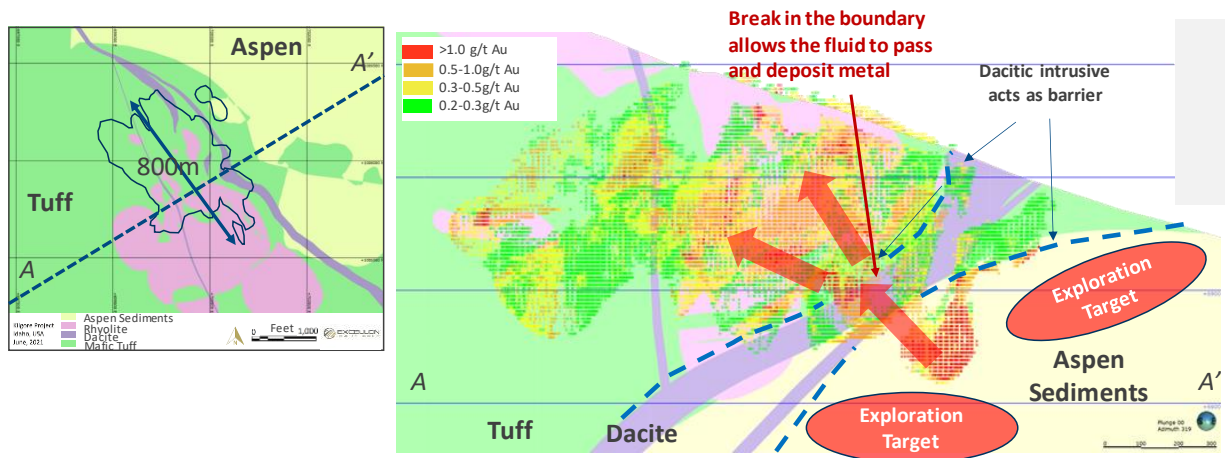 Aspen
A'
800m
Tuff
A
Aspen Sediments
Rhyolite
Dacite
Mafic Tuff
Kilgore Project
Idaho, USA
June, 2021
0 Feet 1,000
EXCELLON
Break in the boundary
allows the fluid to pass
and deposit metal
>1.0 g/t Au
0.5-1.0g/t Au
0.3-0.5g/t Au
0.2-0.3g/t Au
Dacitic intrusive
acts as barrier
Exploration
Target
Aspen
Sediments
A
A'
Exploration
Target
Tuff
Dacite
Plunge 00
Azimuth 319
0 100 200 300